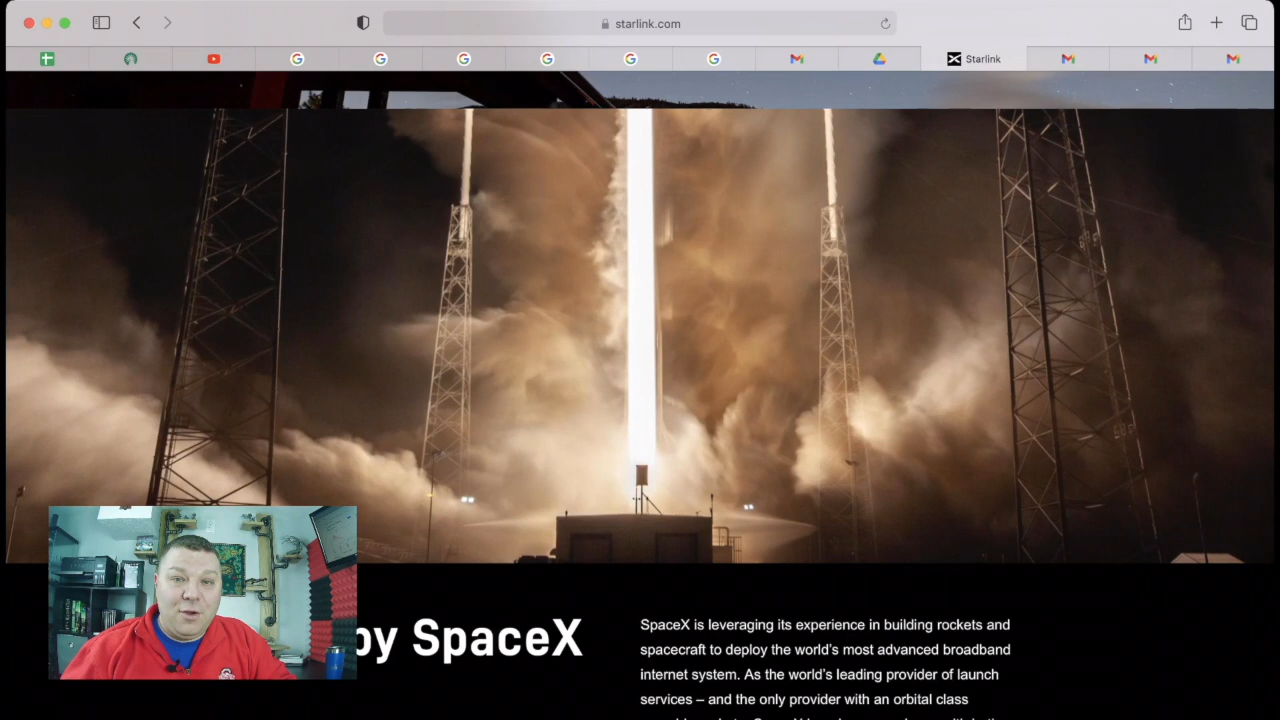 starlink.com
Starlink
by SpaceX
SpaceX is leveraging its experience in building rockets and
spacecraft to deploy the world's most advanced broadband
internet system. As the world's leading provider of launch
services – and the only provider with an orbital class